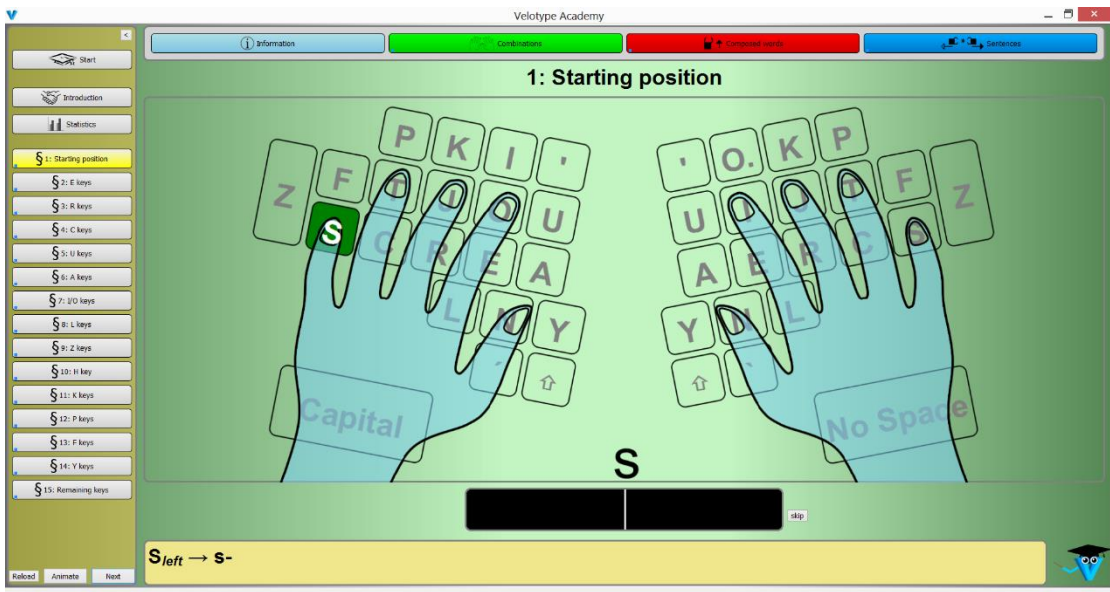 Velotype Academy
Information
Combinations
Composed words
Sentences
<
Start
Introduction
Statistics
§ 1: Starting position
§ 2: E keys
§ 3: R keys
§ 4: C keys
§ 5: U keys
§ 6: A keys
§ 7: I/O keys
§ 8: L keys
§ 9: Z keys
§ 10: H key
§ 11: K keys
§ 12: P keys
§ 13: F keys
§ 14: Y keys
§ 15: Remaining keys
Reload Animate Next
1: Starting position
P K I ' ' O. K P
Z F T J O U U I J T F Z
S C R E A A E R C S
L N Y Y N L
´ ⇧ ⇧ `
Capital No Space
S
skip
Sleft → s-